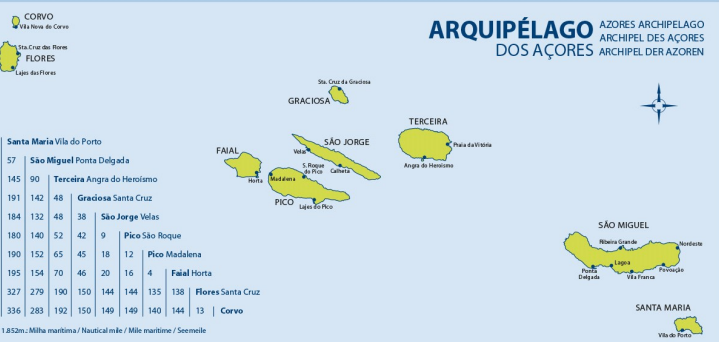 CORVO
Vila Nova do Corvo
Sta. Cruz das Flores
FLORES
Lajes das Flores
ARQUIPÉLAGO
DOS AÇORES
AZORES ARCHIPELAGO
ARCHIPEL DES AÇORES
ARCHIPEL DER AZOREN
Sta. Cruz da Graciosa
GRACIOSA
TERCEIRA
Praia da Vitória
Angra do Heroísmo
SÃO JORGE
Velas
Calheta
FAIAL
Horta
S. Roque
do Pico
Madalena
PICO
Lajes do Pico
SÃO MIGUEL
Ribeira Grande
Nordeste
Lagoa
Povoação
Ponta
Delgada
Vila Franca
SANTA MARIA
Vila do Porto
Santa Maria Vila do Porto
57 São Miguel Ponta Delgada
145 90 Terceira Angra do Heroísmo
191 142 48 Graciosa Santa Cruz
184 132 48 38 São Jorge Velas
180 140 52 42 9 Pico São Roque
190 152 65 45 18 12 Pico Madalena
195 154 70 46 20 16 4 Faial Horta
327 279 190 150 144 144 135 138 Flores Santa Cruz
336 283 192 150 149 149 140 144 13 Corvo
1.852m.: Milha marítima / Nautical mile / Mile maritime / Seemeile